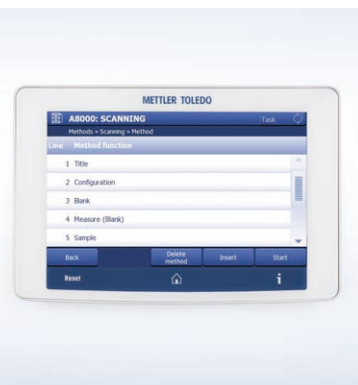 METTLER TOLEDO
A8000: SCANNING Task
Methods » Scanning » Method
Line Method function
1 Title
2 Configuration
3 Blank
4 Measure (Blank)
5 Sample
Back Delete method Insert Start
Reset i